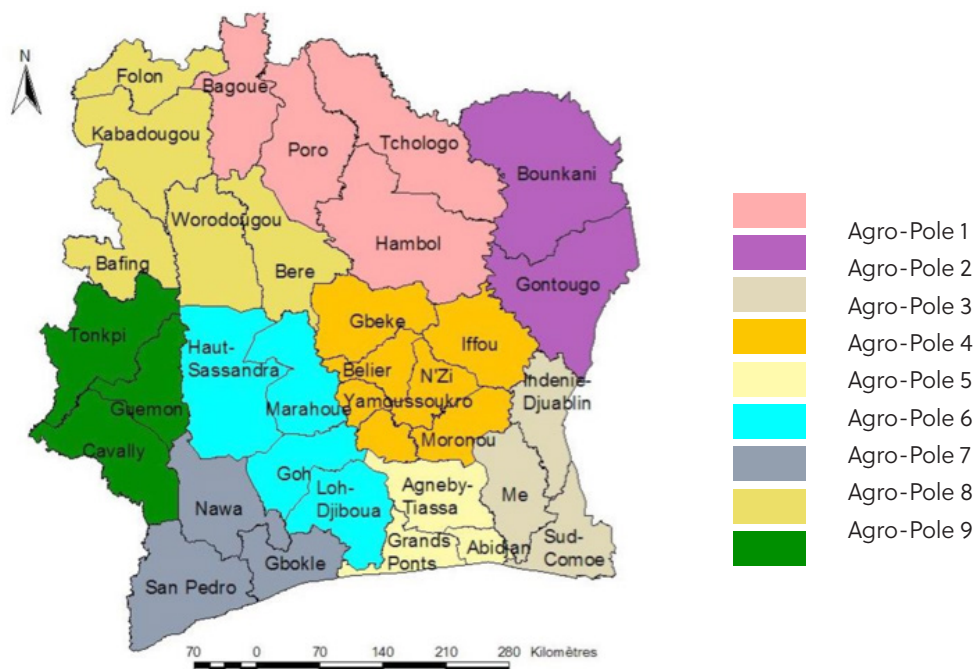 N
Folon
Bagoue
Kabadougou
Poro
Tchologo
Bounkani
Worodougou
Hambol
Bafing
Bere
Gontougo
Tonkpi
Haut-
Sassandra
Gbeke
Iffou
Belier
N'Zi
Indenie-
Djuablin
Guemon
Marahoue
Yamoussoukro
Cavally
Moronou
Goh
Loh-
Djiboua
Agneby-
Tiassa
Me
Nawa
Grands
Ponts
Abidjan
Sud-
Comoe
Gbokle
San Pedro
70 0 70 140 210 280 Kilomètres
Agro-Pole 1
Agro-Pole 2
Agro-Pole 3
Agro-Pole 4
Agro-Pole 5
Agro-Pole 6
Agro-Pole 7
Agro-Pole 8
Agro-Pole 9